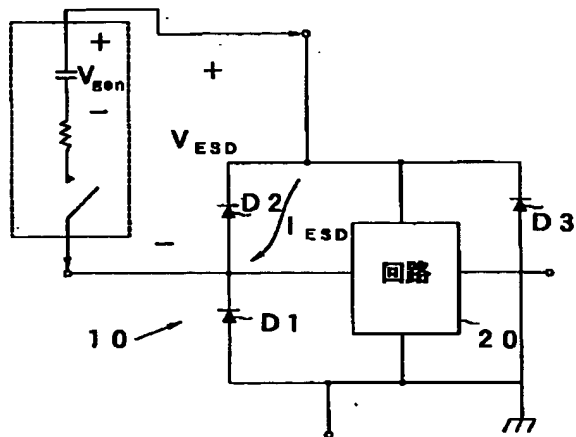 +
Vgen
−
+
VESD
−
D2
IESD
D3
回路
20
D1
10